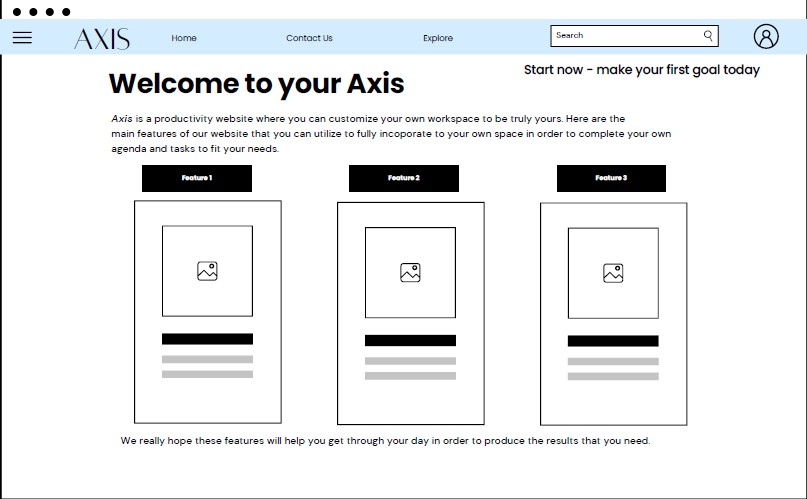 AXIS
Home
Contact Us
Explore
Search
Start now - make your first goal today
Welcome to your Axis
Axis is a productivity website where you can customize your own workspace to be truly yours. Here are the
main features of our website that you can utilize to fully incoporate to your own space in order to complete your own
agenda and tasks to fit your needs.
Feature 1
Feature 2
Feature 3
We really hope these features will help you get through your day in order to produce the results that you need.